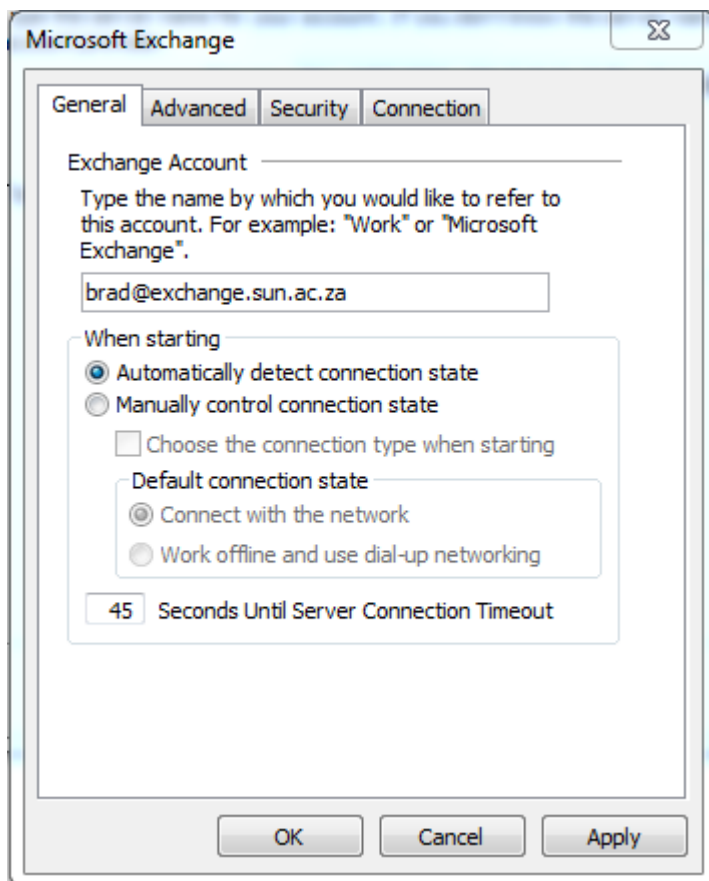 Microsoft Exchange
General Advanced Security Connection
Exchange Account
Type the name by which you would like to refer to
this account. For example: "Work" or "Microsoft
Exchange".
brad@exchange.sun.ac.za
When starting
Automatically detect connection state
Manually control connection state
Choose the connection type when starting
Default connection state
Connect with the network
Work offline and use dial-up networking
45 Seconds Until Server Connection Timeout
OK Cancel Apply